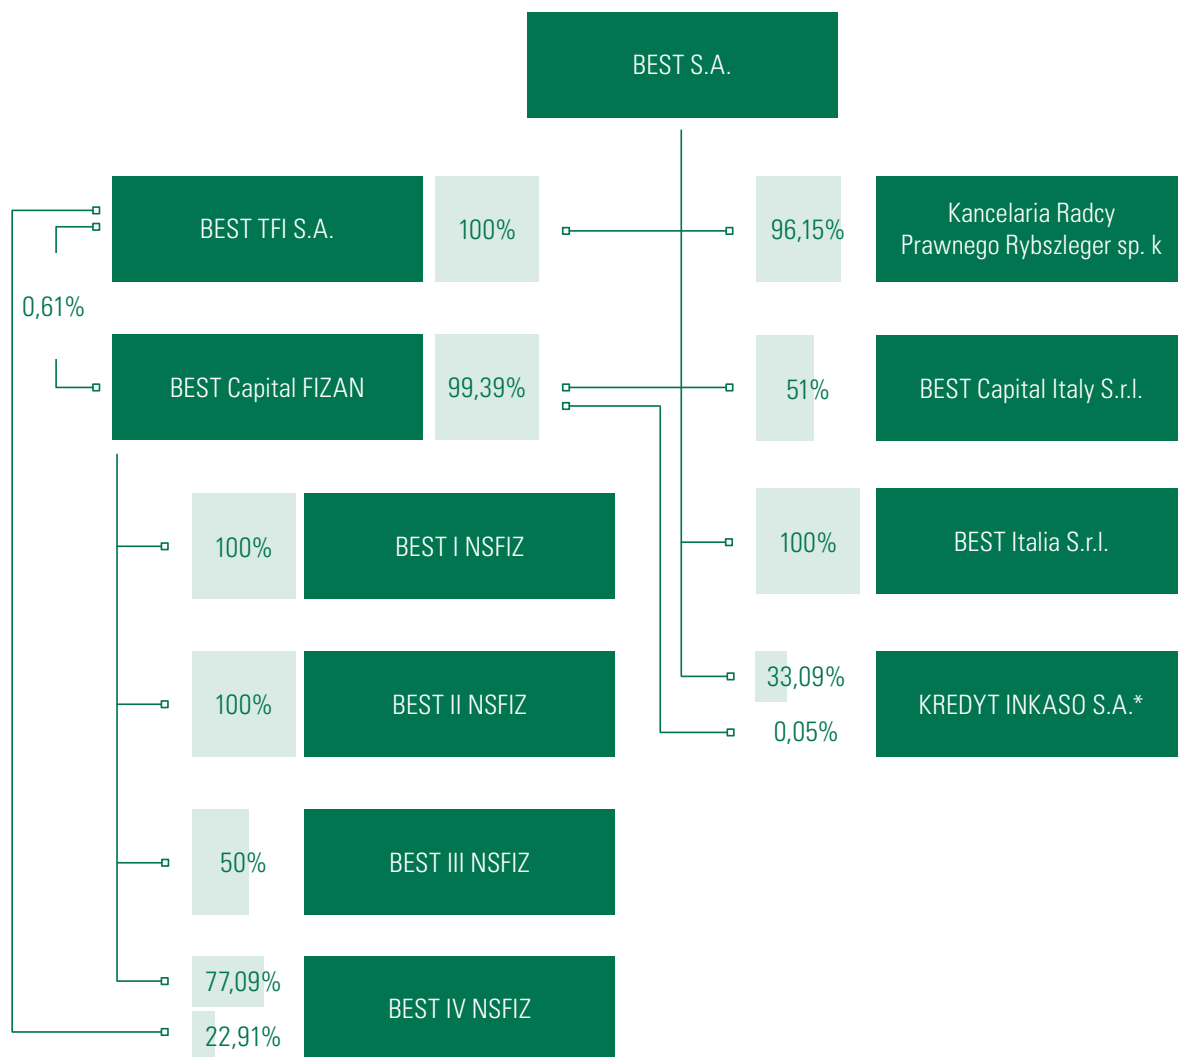 BEST S.A.
BEST TFI S.A.
100%
96,15%
Kancelaria Radcy
Prawnego Rybszleger sp. k
0,61%
BEST Capital FIZAN
99,39%
51%
BEST Capital Italy S.r.l.
100%
BEST I NSFIZ
100%
BEST Italia S.r.l.
100%
BEST II NSFIZ
33,09%
0,05%
KREDYT INKASO S.A.*
50%
BEST III NSFIZ
77,09%
22,91%
BEST IV NSFIZ